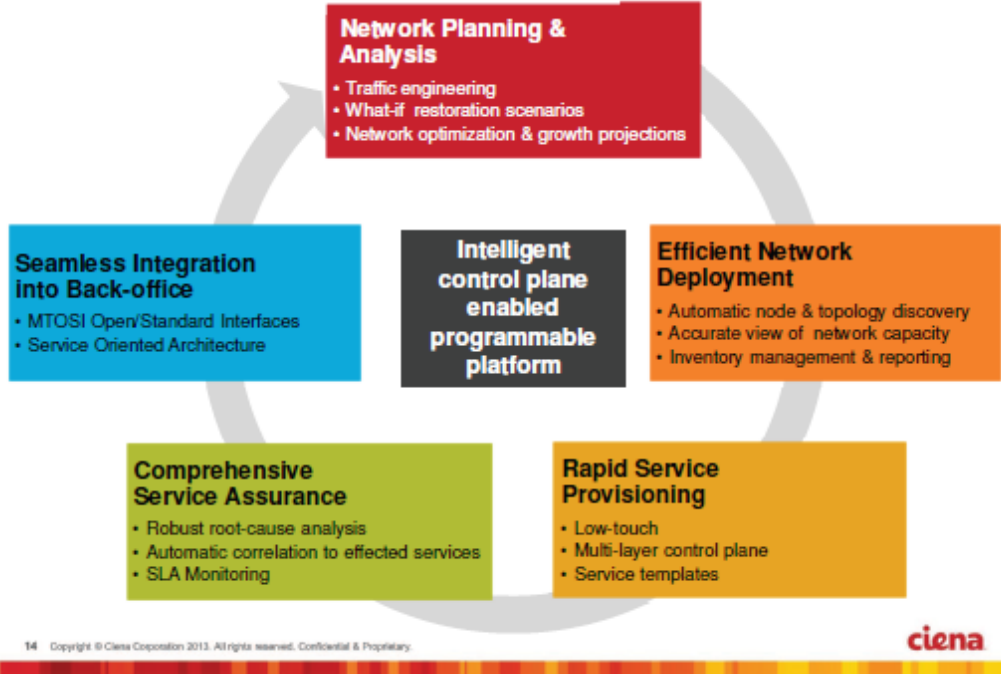 Network Planning &
Analysis
• Traffic engineering
• What-if restoration scenarios
• Network optimization & growth projections
Seamless Integration
into Back-office
• MTOSI Open/Standard Interfaces
• Service Oriented Architecture
Intelligent
control plane
enabled
programmable
platform
Efficient Network
Deployment
• Automatic node & topology discovery
• Accurate view of network capacity
• Inventory management & reporting
Comprehensive
Service Assurance
• Robust root-cause analysis
• Automatic correlation to effected services
• SLA Monitoring
Rapid Service
Provisioning
• Low-touch
• Multi-layer control plane
• Service templates
14 Copyright © Ciena Corporation 2013. All rights reserved. Confidential & Proprietary.
ciena